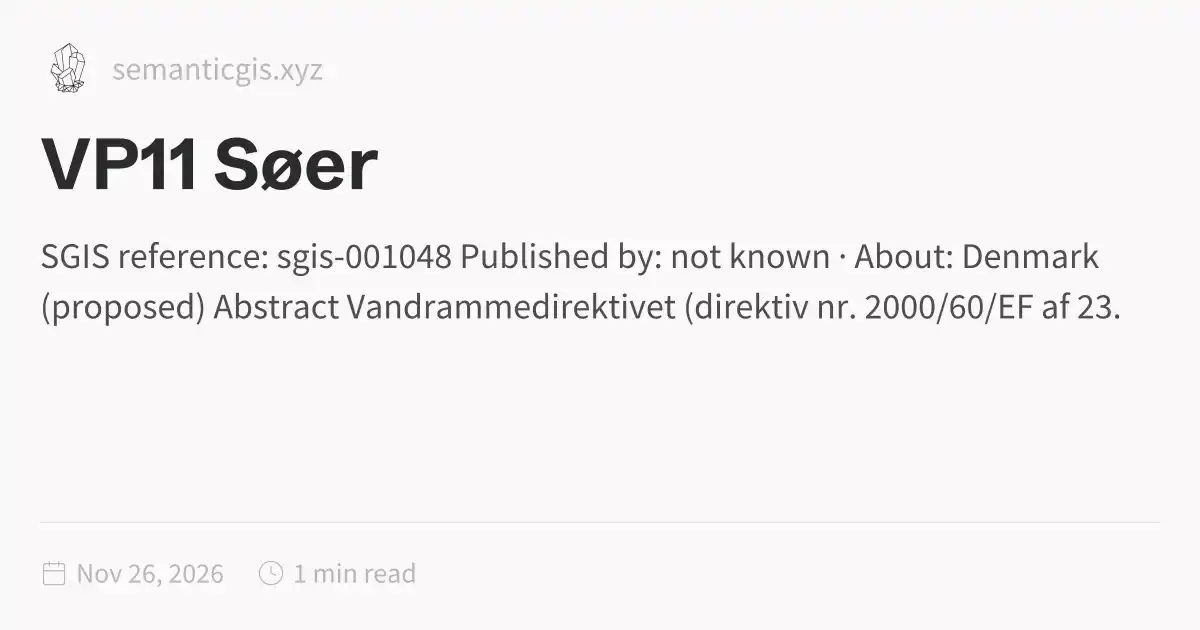 semanticgis.xyz
VP11 Søer
SGIS reference: sgis-001048 Published by: not known · About: Denmark
(proposed) Abstract Vandrammedirektivet (direktiv nr. 2000/60/EF af 23.
Nov 26, 2026 1 min read